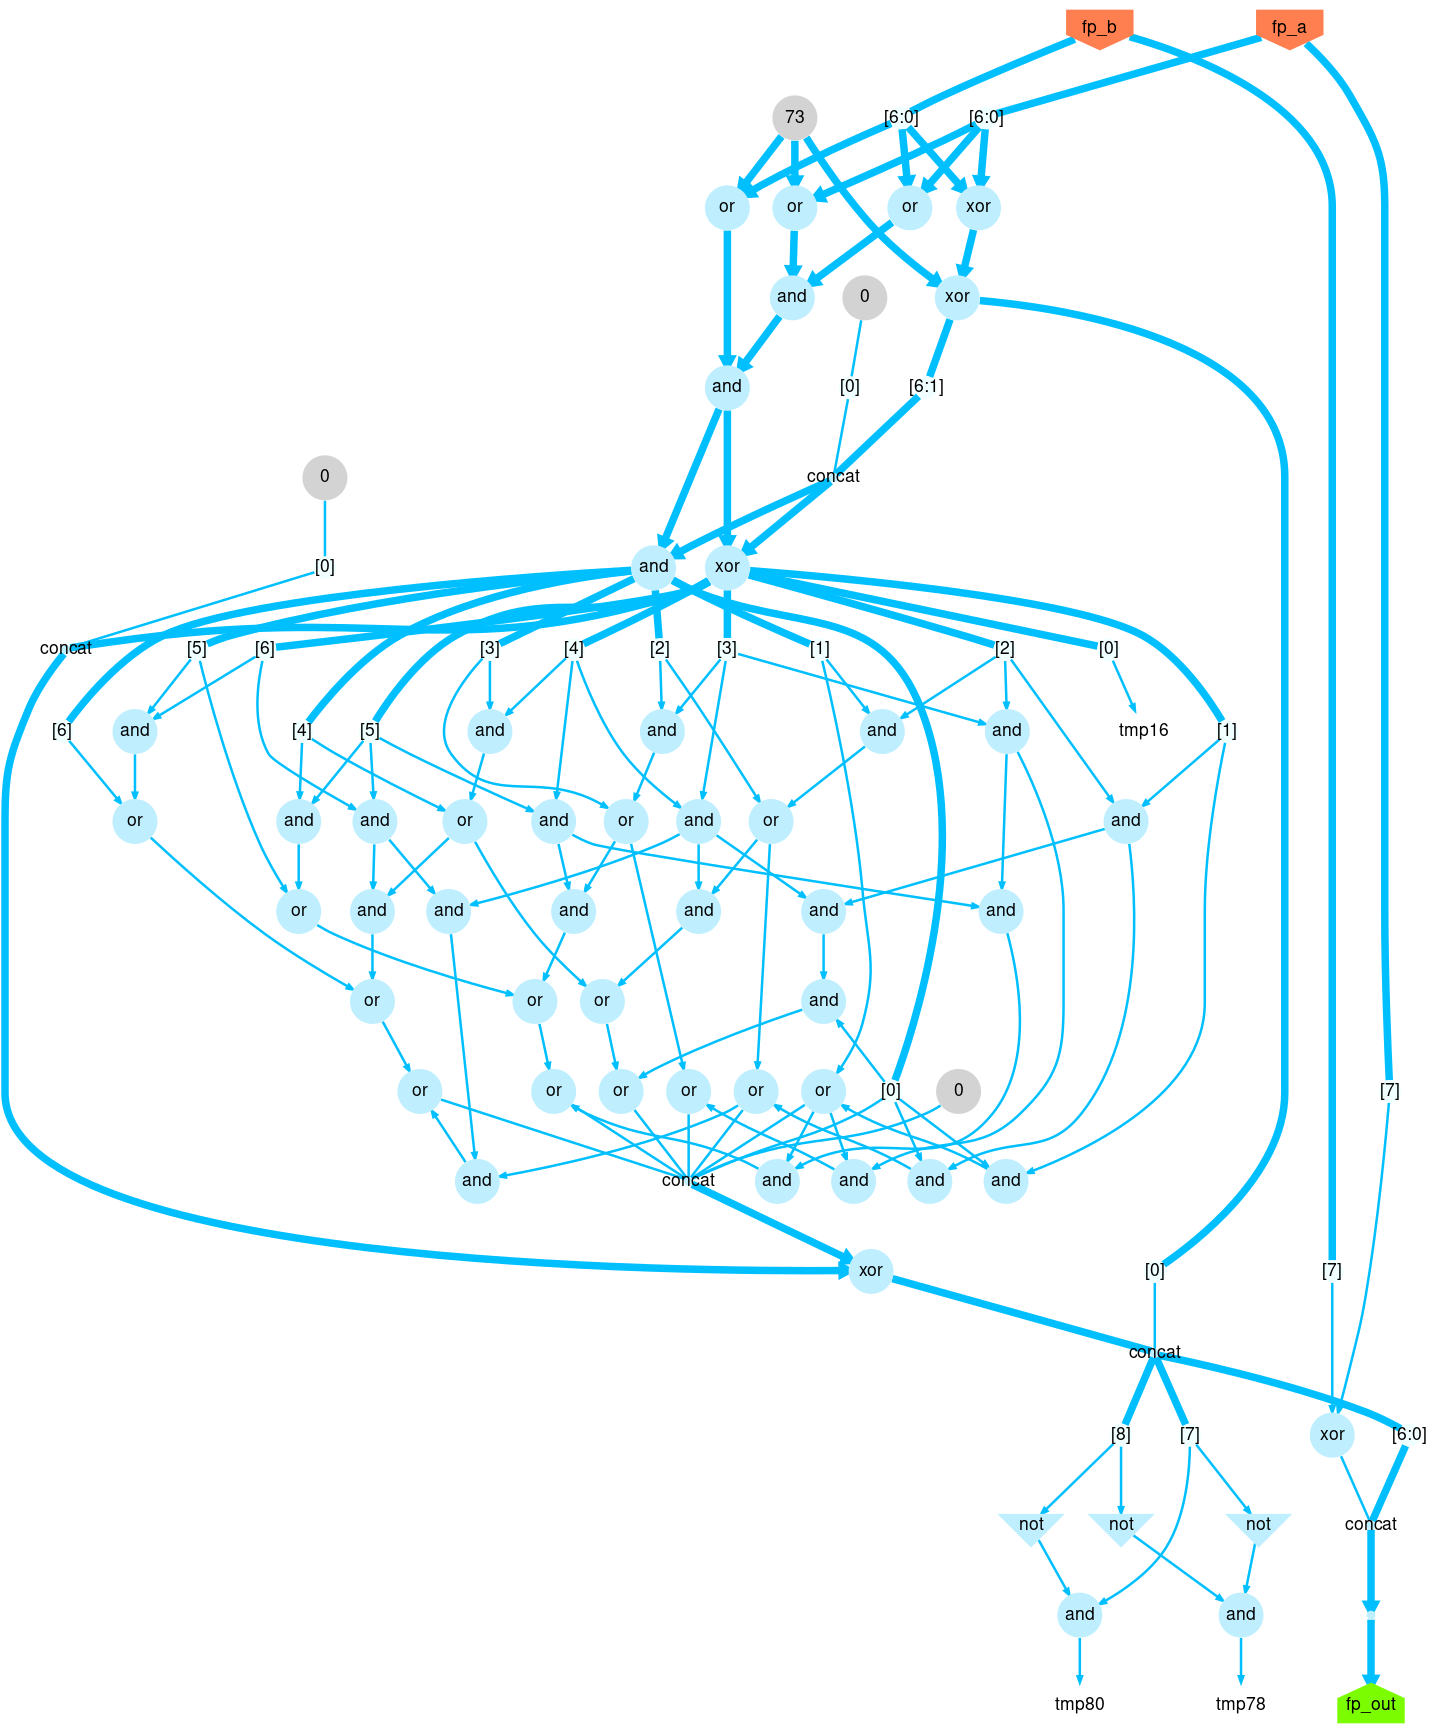 fp_b fp_a
73 [6:0] [6:0]
or or or xor
and 0 xor
and [0] [6:1]
0 concat
[0] and xor
concat [5] [6] [3] [4] [2] [3] [1] [2] [0]
[6] and [4] [5] and and and and tmp16 [1]
or and and or and or and or and
or and and and and and and
or or or and
or or or or or or [0] 0 [7]
and concat and and and and
xor [0] [7]
concat
[8] [7] xor [6:0]
not not not concat
and and
tmp80 tmp78 fp_out